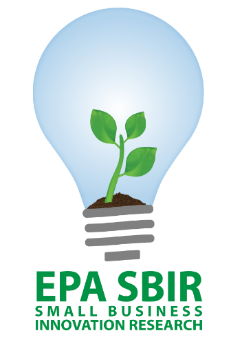 EPA SBIR
SMALL BUSINESS
INNOVATION RESEARCH